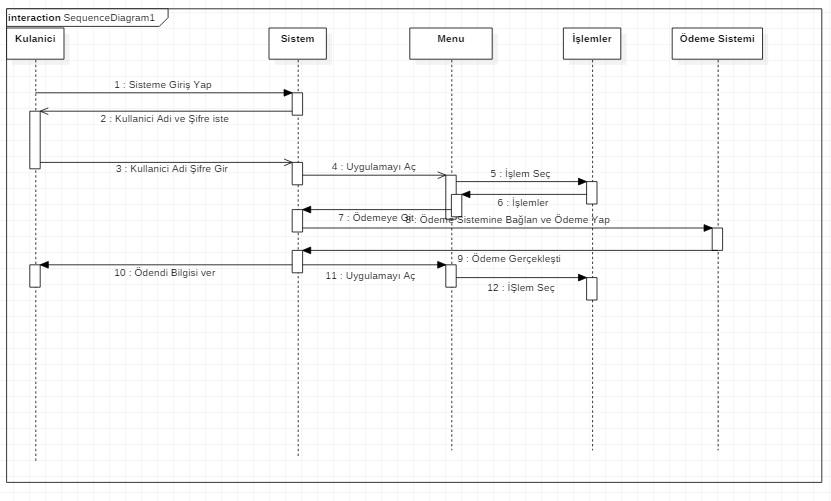 interaction SequenceDiagram1
Kulanici
Sistem
Menu
İşlemler
Ödeme Sistemi
1 : Sisteme Giriş Yap
2 : Kullanici Adi ve Şifre iste
3 : Kullanici Adi Şifre Gir
4 : Uygulamayı Aç
5 : İşlem Seç
6 : İşlemler
7 : Ödemeye Git
8 : Ödeme Sistemine Bağlan ve Ödeme Yap
9 : Ödeme Gerçekleşti
10 : Ödendi Bilgisi ver
11 : Uygulamayı Aç
12 : İŞlem Seç